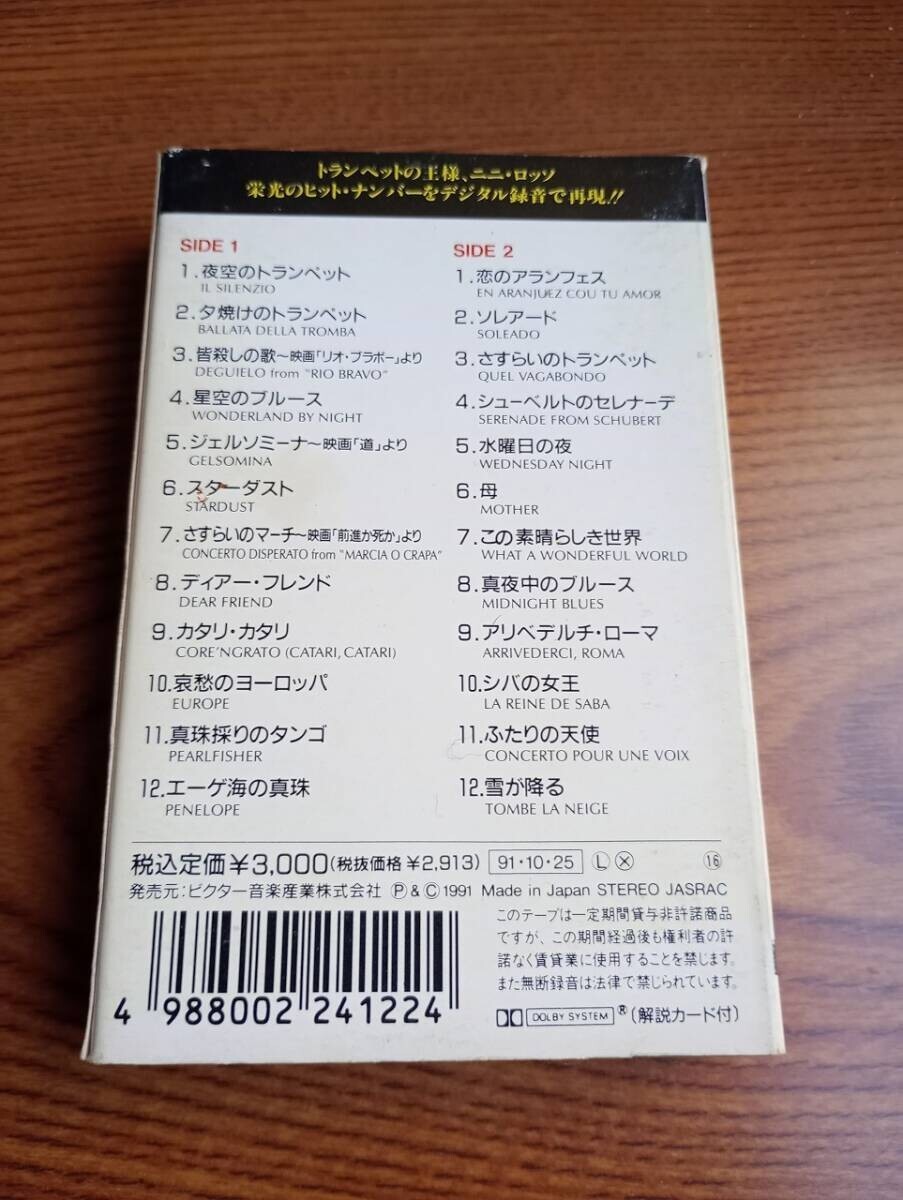 トランペットの王様、ニニ・ロッソ
栄光のヒット・ナンバーをデジタル録音で再現!!
SIDE 1
1.夜空のトランペット
IL SILENZIO
2.夕焼けのトランペット
BALLATA DELLA TROMBA
3.皆殺しの歌〜映画「リオ・ブラボー」より
DEGUIELO from "RIO BRAVO"
4.星空のブルース
WONDERLAND BY NIGHT
5.ジェルソミーナ〜映画「道」より
GELSOMINA
6.スターダスト
STARDUST
7.さすらいのマーチ〜映画「前進か死か」より
CONCERTO DISPERATO from "MARCIA O CRAPA"
8.ディアー・フレンド
DEAR FRIEND
9.カタリ・カタリ
CORE'NGRATO (CATARI, CATARI)
10.哀愁のヨーロッパ
EUROPE
11.真珠採りのタンゴ
PEARLFISHER
12.エーゲ海の真珠
PENELOPE
SIDE 2
1.恋のアランフェス
EN ARANJUEZ COU TU AMOR
2.ソレアード
SOLEADO
3.さすらいのトランペット
QUEL VAGABONDO
4.シューベルトのセレナーデ
SERENADE FROM SCHUBERT
5.水曜日の夜
WEDNESDAY NIGHT
6.母
MOTHER
7.この素晴らしき世界
WHAT A WONDERFUL WORLD
8.真夜中のブルース
MIDNIGHT BLUES
9.アリベデルチ・ローマ
ARRIVEDERCI, ROMA
10.シバの女王
LA REINE DE SABA
11.ふたりの天使
CONCERTO POUR UNE VOIX
12.雪が降る
TOMBE LA NEIGE
税込定価¥3,000(税抜価格¥2,913) 91・10・25 Ⓛ ⓧ ⑯
発売元:ビクター音楽産業株式会社 Ⓟ&© 1991 Made in Japan STEREO JASRAC
このテープは一定期間貸与非許諾商品
ですが、この期間経過後も権利者の許
諾なく賃貸業に使用することを禁じます。
また無断録音は法律で禁じられています。
DOLBY SYSTEM ® (解説カード付)
4 988002 241224